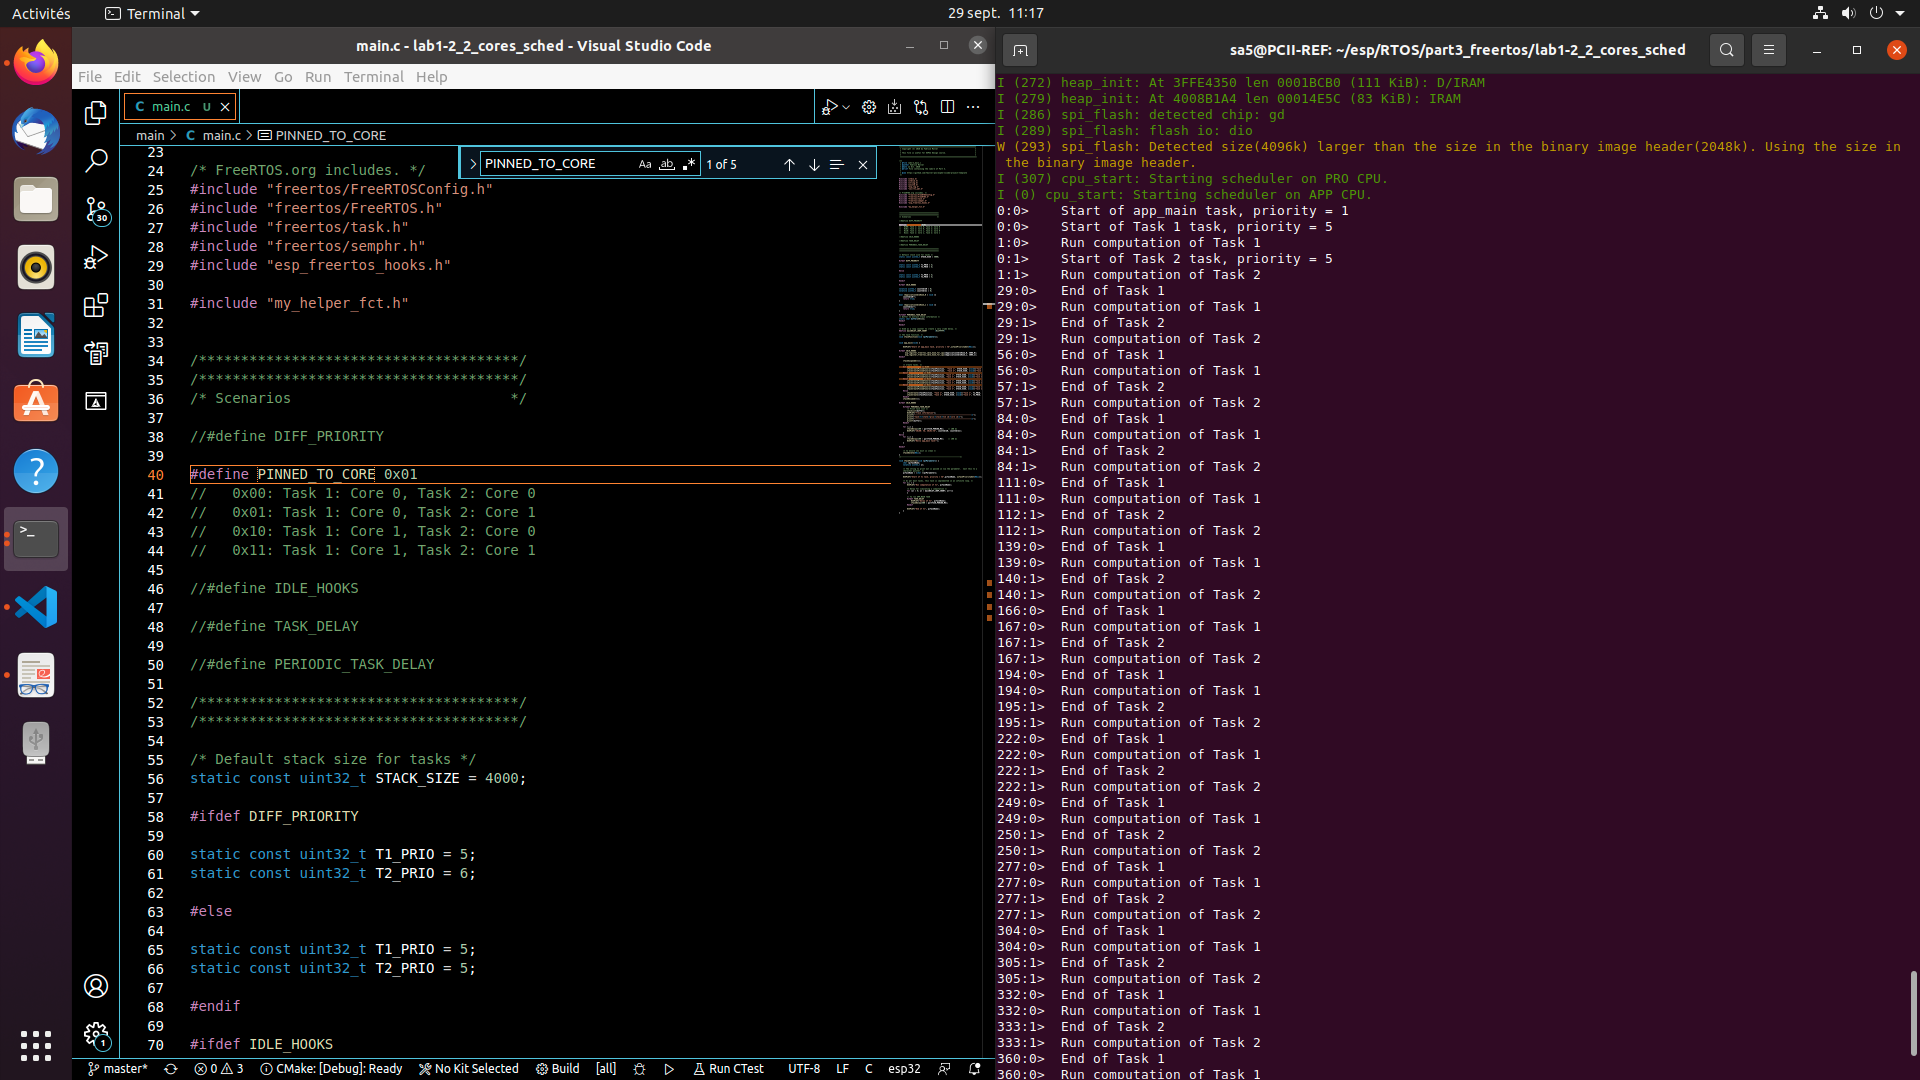 Activités
Terminal
29 sept. 11:17
main.c - lab1-2_2_cores_sched - Visual Studio Code
File Edit Selection View Go Run Terminal Help
C main.c U
main > C main.c > PINNED_TO_CORE
PINNED_TO_CORE Aa ab 1 of 5
30
1
23
24 /* FreeRTOS.org includes. */
25 #include "freertos/FreeRTOSConfig.h"
26 #include "freertos/FreeRTOS.h"
27 #include "freertos/task.h"
28 #include "freertos/semphr.h"
29 #include "esp_freertos_hooks.h"
30
31 #include "my_helper_fct.h"
32
33
34 /**************************************/
35 /**************************************/
36 /* Scenarios */
37
38 //#define DIFF_PRIORITY
39
40 #define PINNED_TO_CORE 0x01
41 // 0x00: Task 1: Core 0, Task 2: Core 0
42 // 0x01: Task 1: Core 0, Task 2: Core 1
43 // 0x10: Task 1: Core 1, Task 2: Core 0
44 // 0x11: Task 1: Core 1, Task 2: Core 1
45
46 //#define IDLE_HOOKS
47
48 //#define TASK_DELAY
49
50 //#define PERIODIC_TASK_DELAY
51
52 /**************************************/
53 /**************************************/
54
55 /* Default stack size for tasks */
56 static const uint32_t STACK_SIZE = 4000;
57
58 #ifdef DIFF_PRIORITY
59
60 static const uint32_t T1_PRIO = 5;
61 static const uint32_t T2_PRIO = 6;
62
63 #else
64
65 static const uint32_t T1_PRIO = 5;
66 static const uint32_t T2_PRIO = 5;
67
68 #endif
69
70 #ifdef IDLE_HOOKS
master* 0 3 CMake: [Debug]: Ready No Kit Selected Build [all] Run CTest UTF-8 LF C esp32
sa5@PCII-REF: ~/esp/RTOS/part3_freertos/lab1-2_2_cores_sched
I (272) heap_init: At 3FFE4350 len 0001BCB0 (111 KiB): D/IRAM
I (279) heap_init: At 4008B1A4 len 00014E5C (83 KiB): IRAM
I (286) spi_flash: detected chip: gd
I (289) spi_flash: flash io: dio
W (293) spi_flash: Detected size(4096k) larger than the size in the binary image header(2048k). Using the size in
the binary image header.
I (307) cpu_start: Starting scheduler on PRO CPU.
I (0) cpu_start: Starting scheduler on APP CPU.
0:0> Start of app_main task, priority = 1
0:0> Start of Task 1 task, priority = 5
1:0> Run computation of Task 1
0:1> Start of Task 2 task, priority = 5
1:1> Run computation of Task 2
29:0> End of Task 1
29:0> Run computation of Task 1
29:1> End of Task 2
29:1> Run computation of Task 2
56:0> End of Task 1
56:0> Run computation of Task 1
57:1> End of Task 2
57:1> Run computation of Task 2
84:0> End of Task 1
84:0> Run computation of Task 1
84:1> End of Task 2
84:1> Run computation of Task 2
111:0> End of Task 1
111:0> Run computation of Task 1
112:1> End of Task 2
112:1> Run computation of Task 2
139:0> End of Task 1
139:0> Run computation of Task 1
140:1> End of Task 2
140:1> Run computation of Task 2
166:0> End of Task 1
167:0> Run computation of Task 1
167:1> End of Task 2
167:1> Run computation of Task 2
194:0> End of Task 1
194:0> Run computation of Task 1
195:1> End of Task 2
195:1> Run computation of Task 2
222:0> End of Task 1
222:0> Run computation of Task 1
222:1> End of Task 2
222:1> Run computation of Task 2
249:0> End of Task 1
249:0> Run computation of Task 1
250:1> End of Task 2
250:1> Run computation of Task 2
277:0> End of Task 1
277:0> Run computation of Task 1
277:1> End of Task 2
277:1> Run computation of Task 2
304:0> End of Task 1
304:0> Run computation of Task 1
305:1> End of Task 2
305:1> Run computation of Task 2
332:0> End of Task 1
332:0> Run computation of Task 1
333:1> End of Task 2
333:1> Run computation of Task 2
360:0> End of Task 1
360:0> Run computation of Task 1